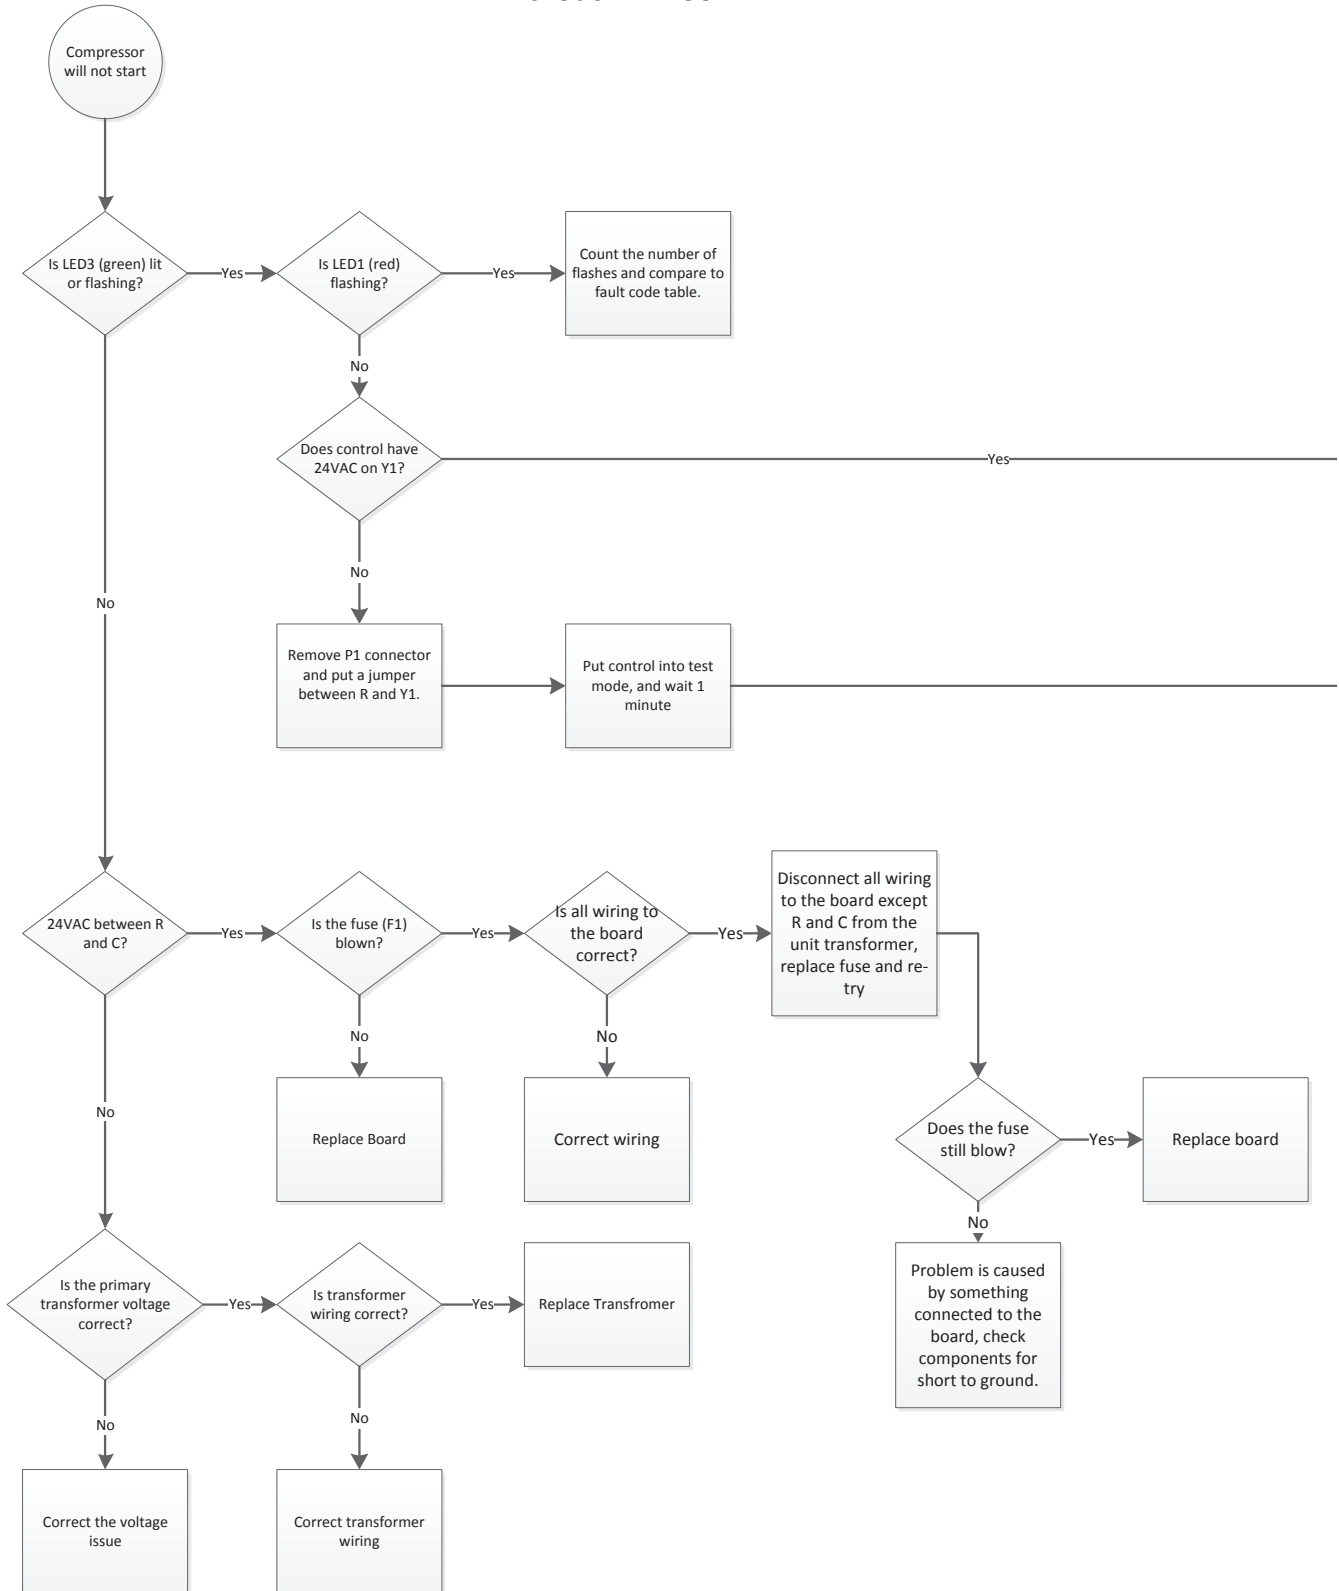 Compressor
will not start
Is LED3 (green) lit
or flashing?
Yes
Is LED1 (red)
flashing?
Yes
Count the number of
flashes and compare to
fault code table.
No
Does control have
24VAC on Y1?
Yes
No
No
Remove P1 connector
and put a jumper
between R and Y1.
Put control into test
mode, and wait 1
minute
24VAC between R
and C?
Yes
Is the fuse (F1)
blown?
Yes
Is all wiring to
the board
correct?
Yes
Disconnect all wiring
to the board except
R and C from the
unit transformer,
replace fuse and re-
try
No
No
No
Replace Board
Correct wiring
Does the fuse
still blow?
Yes
Replace board
No
Is the primary
transformer voltage
correct?
Yes
Is transformer
wiring correct?
Yes
Replace Transfromer
Problem is caused
by something
connected to the
board, check
components for
short to ground.
No
No
Correct the voltage
issue
Correct transformer
wiring